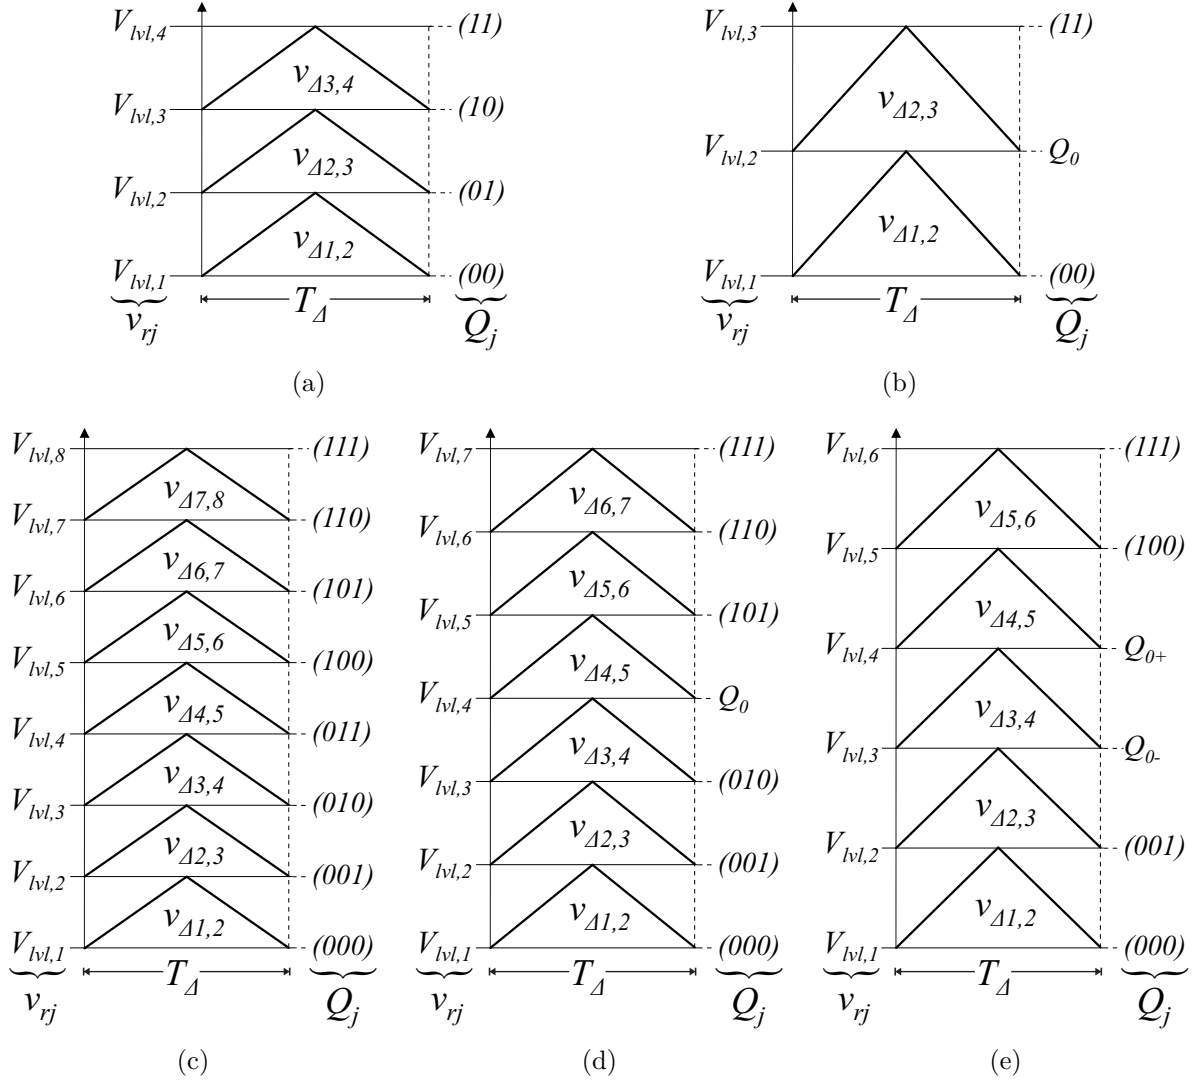 V_lvl,4 (11)
v_Δ3,4
V_lvl,3 (10)
v_Δ2,3
V_lvl,2 (01)
v_Δ1,2
V_lvl,1 (00)
v_rj T_Δ Q_j
(a)
V_lvl,3 (11)
v_Δ2,3
V_lvl,2 Q_0
v_Δ1,2
V_lvl,1 (00)
v_rj T_Δ Q_j
(b)
V_lvl,8 (111)
v_Δ7,8
V_lvl,7 (110)
v_Δ6,7
V_lvl,6 (101)
v_Δ5,6
V_lvl,5 (100)
v_Δ4,5
V_lvl,4 (011)
v_Δ3,4
V_lvl,3 (010)
v_Δ2,3
V_lvl,2 (001)
v_Δ1,2
V_lvl,1 (000)
v_rj T_Δ Q_j
(c)
V_lvl,7 (111)
v_Δ6,7
V_lvl,6 (110)
v_Δ5,6
V_lvl,5 (101)
v_Δ4,5
V_lvl,4 Q_0
v_Δ3,4
V_lvl,3 (010)
v_Δ2,3
V_lvl,2 (001)
v_Δ1,2
V_lvl,1 (000)
v_rj T_Δ Q_j
(d)
V_lvl,6 (111)
v_Δ5,6
V_lvl,5 (100)
v_Δ4,5
V_lvl,4 Q_0+
v_Δ3,4
V_lvl,3 Q_0-
v_Δ2,3
V_lvl,2 (001)
v_Δ1,2
V_lvl,1 (000)
v_rj T_Δ Q_j
(e)